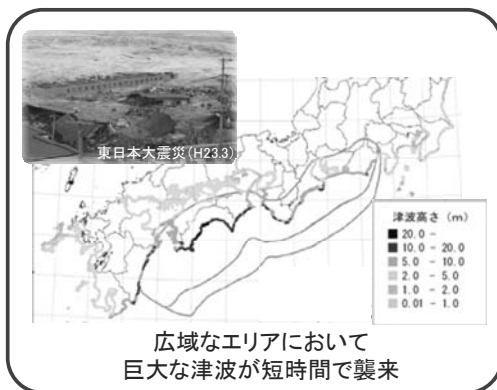 東日本大震災(H23.3)
津波高さ (m)
20.0 -
10.0 - 20.0
5.0 - 10.0
2.0 - 5.0
1.0 - 2.0
0.01 - 1.0
広域なエリアにおいて
巨大な津波が短時間で襲来